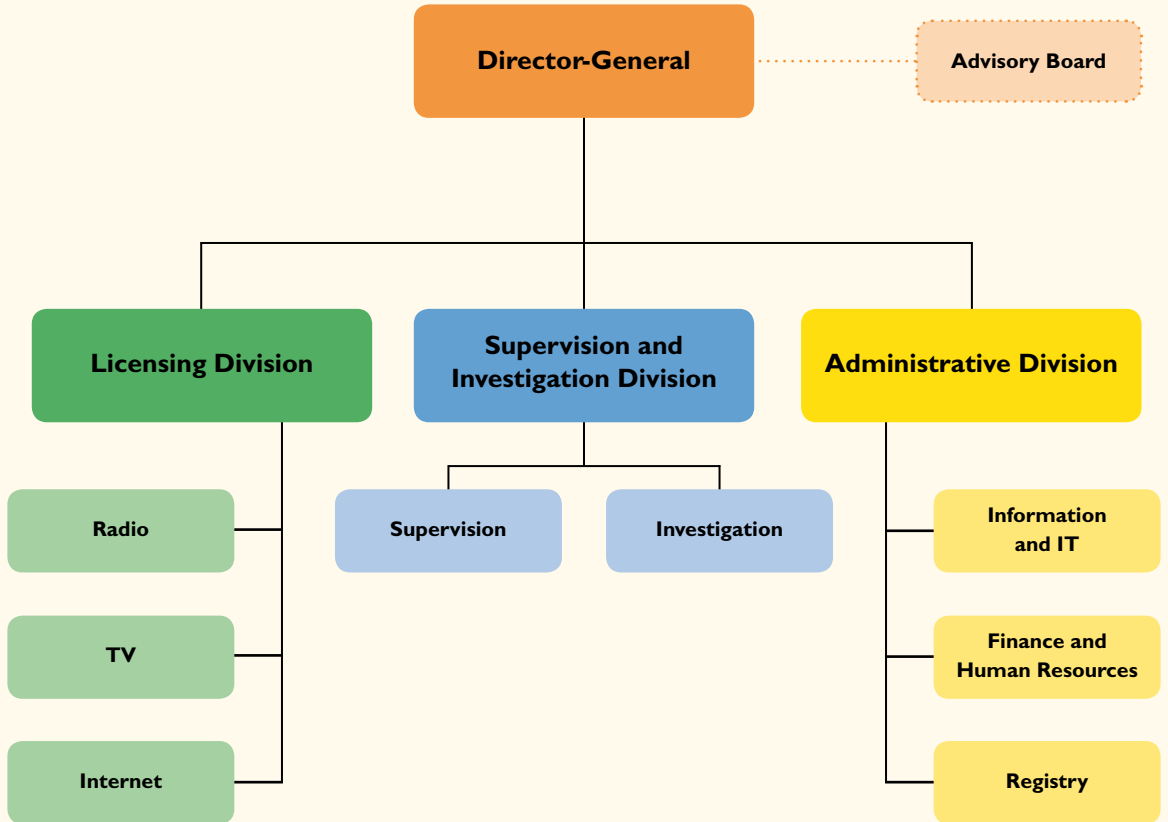 Director-General
Advisory Board
Licensing Division
Supervision and
Investigation Division
Administrative Division
Radio
Supervision
Investigation
Information
and IT
TV
Finance and
Human Resources
Internet
Registry